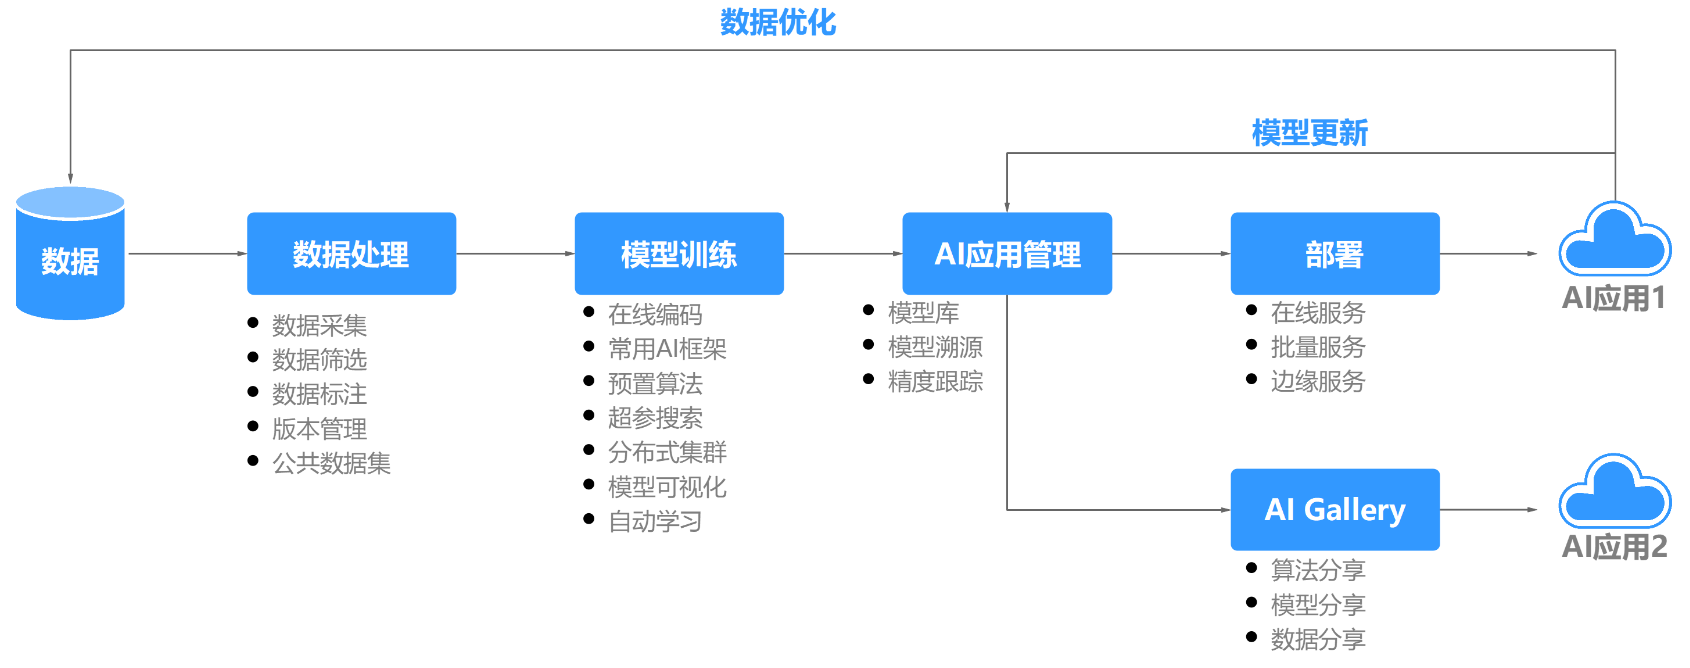 数据优化
模型更新
数据
数据处理
模型训练
AI应用管理
部署
AI应用1
数据采集
数据筛选
数据标注
版本管理
公共数据集
在线编码
常用AI框架
预置算法
超参搜索
分布式集群
模型可视化
自动学习
模型库
模型溯源
精度跟踪
在线服务
批量服务
边缘服务
AI Gallery
AI应用2
算法分享
模型分享
数据分享